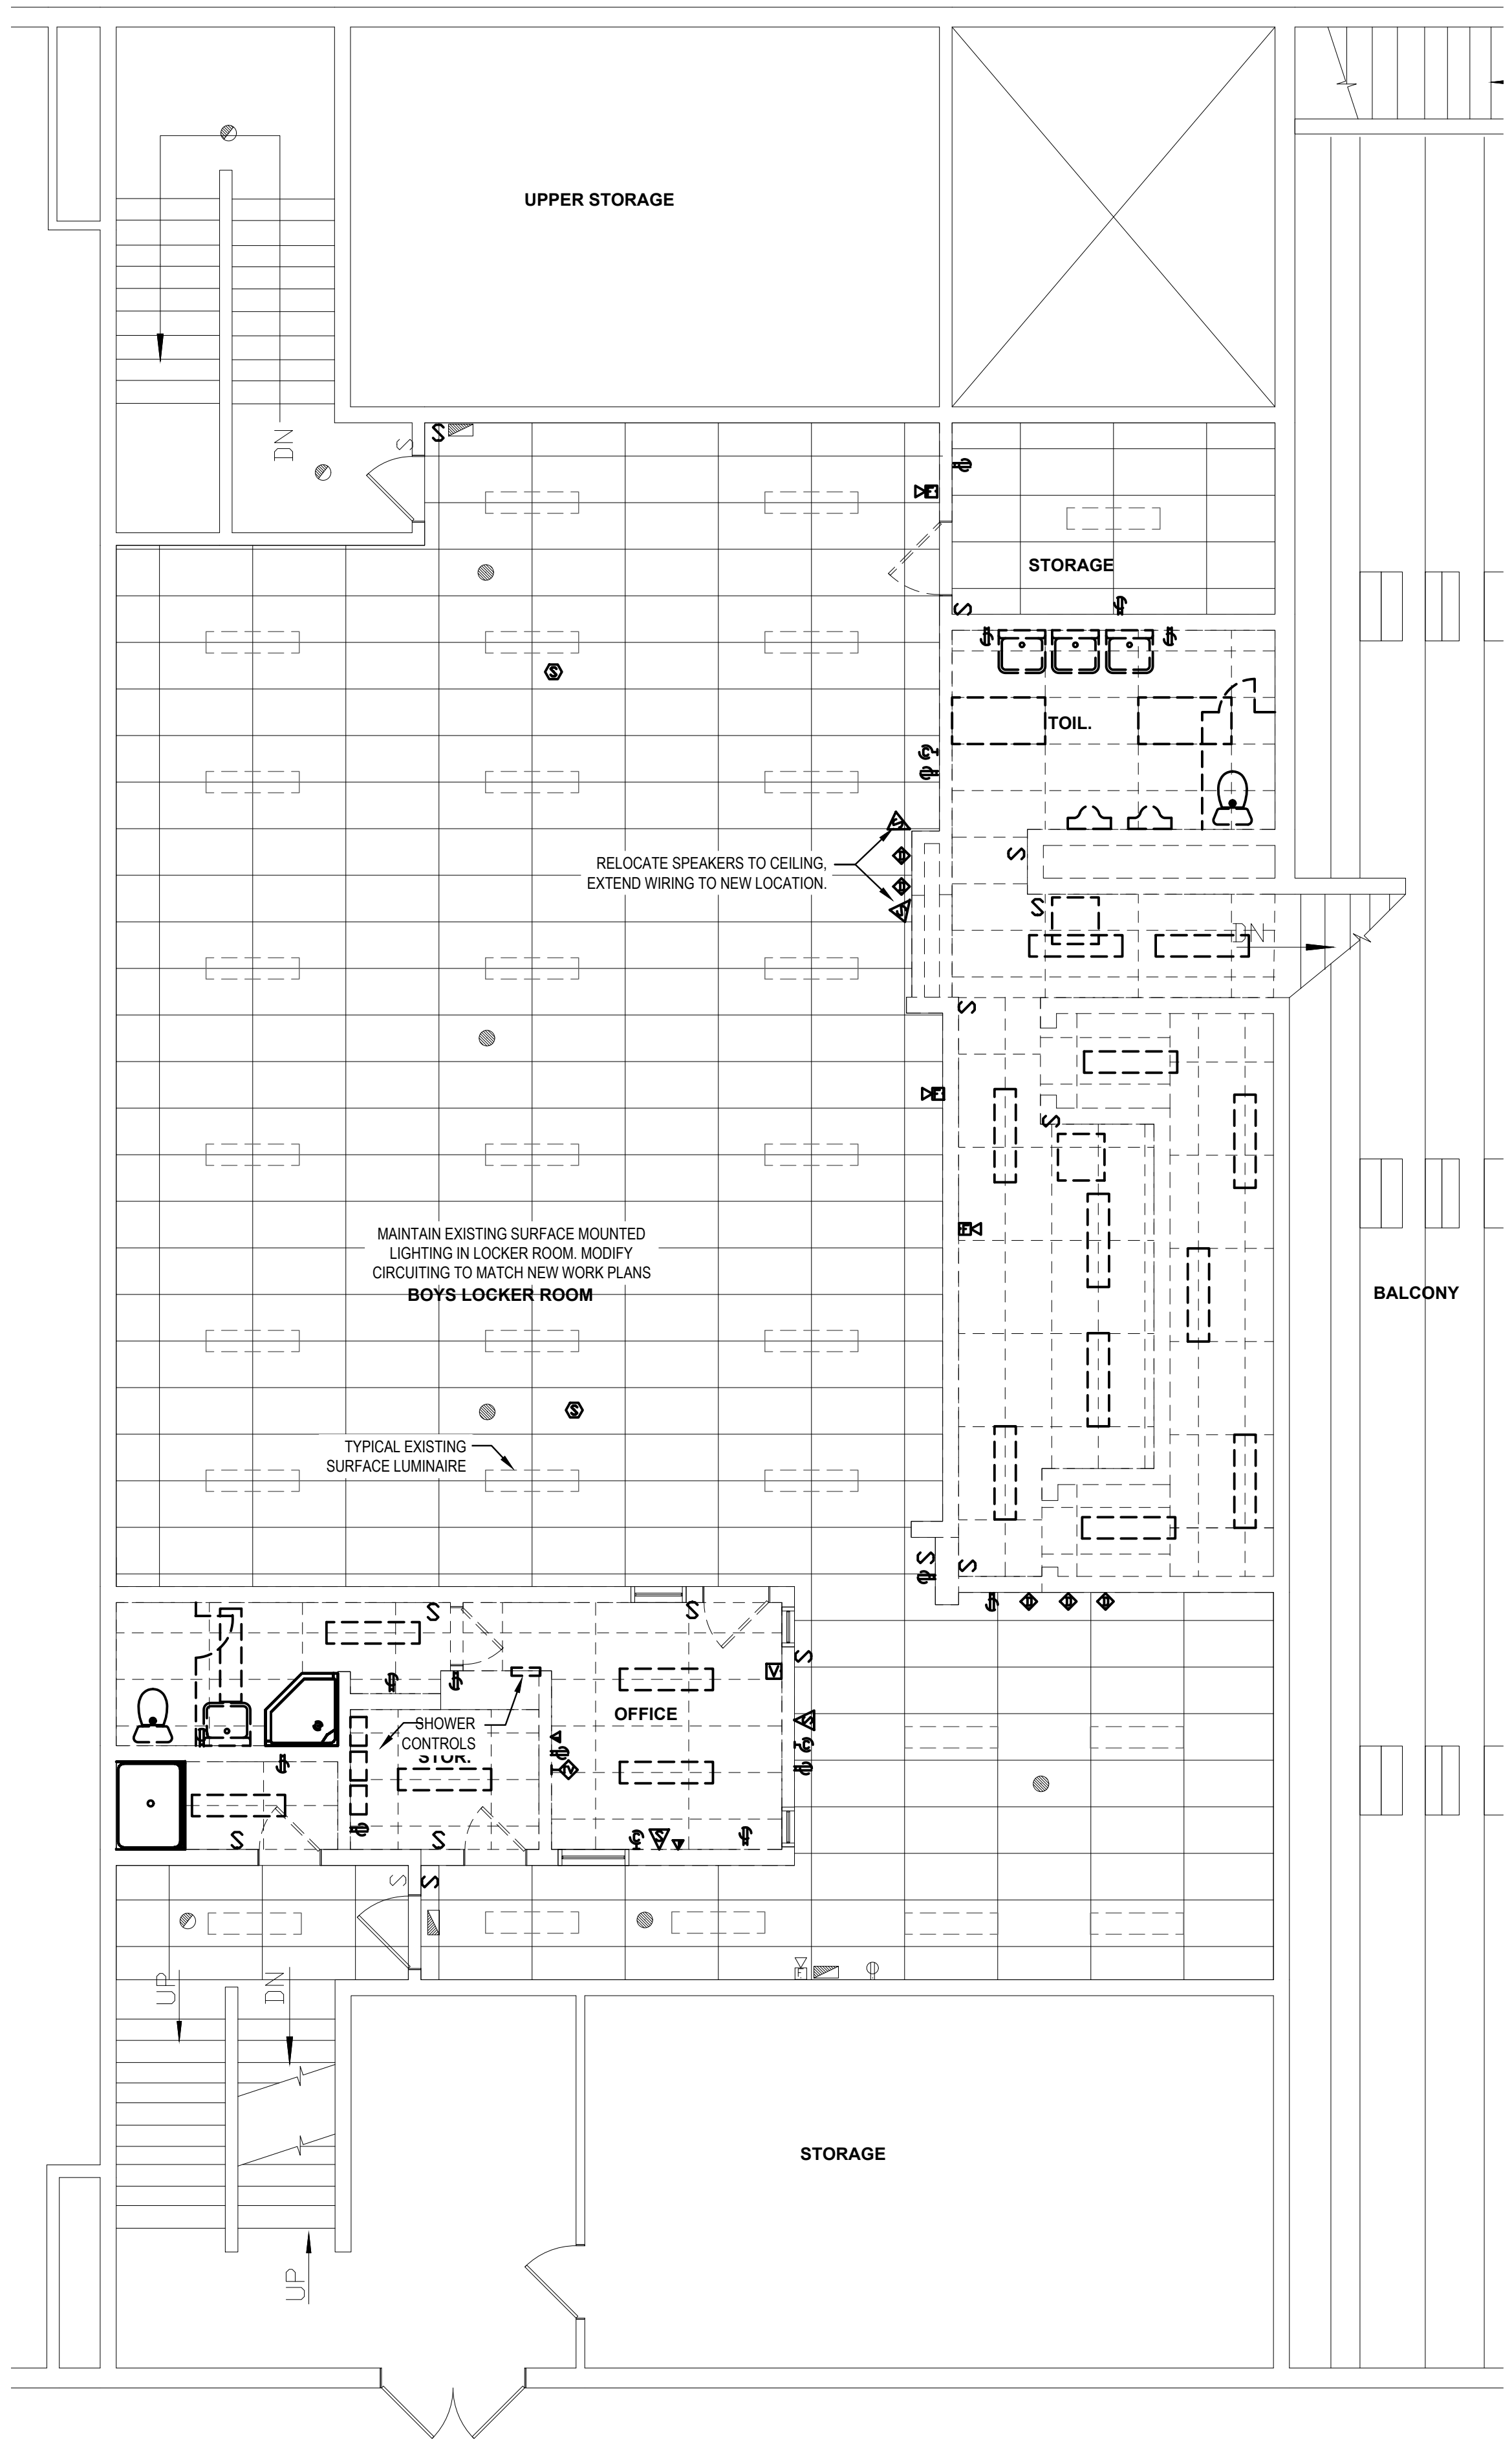 UPPER STORAGE
DN
S
S
STORAGE
S
S
TOIL.
RELOCATE SPEAKERS TO CEILING,
EXTEND WIRING TO NEW LOCATION.
S
S
S
S
DN
S
S
F
MAINTAIN EXISTING SURFACE MOUNTED
LIGHTING IN LOCKER ROOM. MODIFY
CIRCUITING TO MATCH NEW WORK PLANS
BOYS LOCKER ROOM
BALCONY
S
TYPICAL EXISTING
SURFACE LUMINAIRE
S
S
S
S
S
V
OFFICE
SHOWER
CONTROLS
STOR.
S
S
S
S
S
S
F
UP
DN
STORAGE
UP